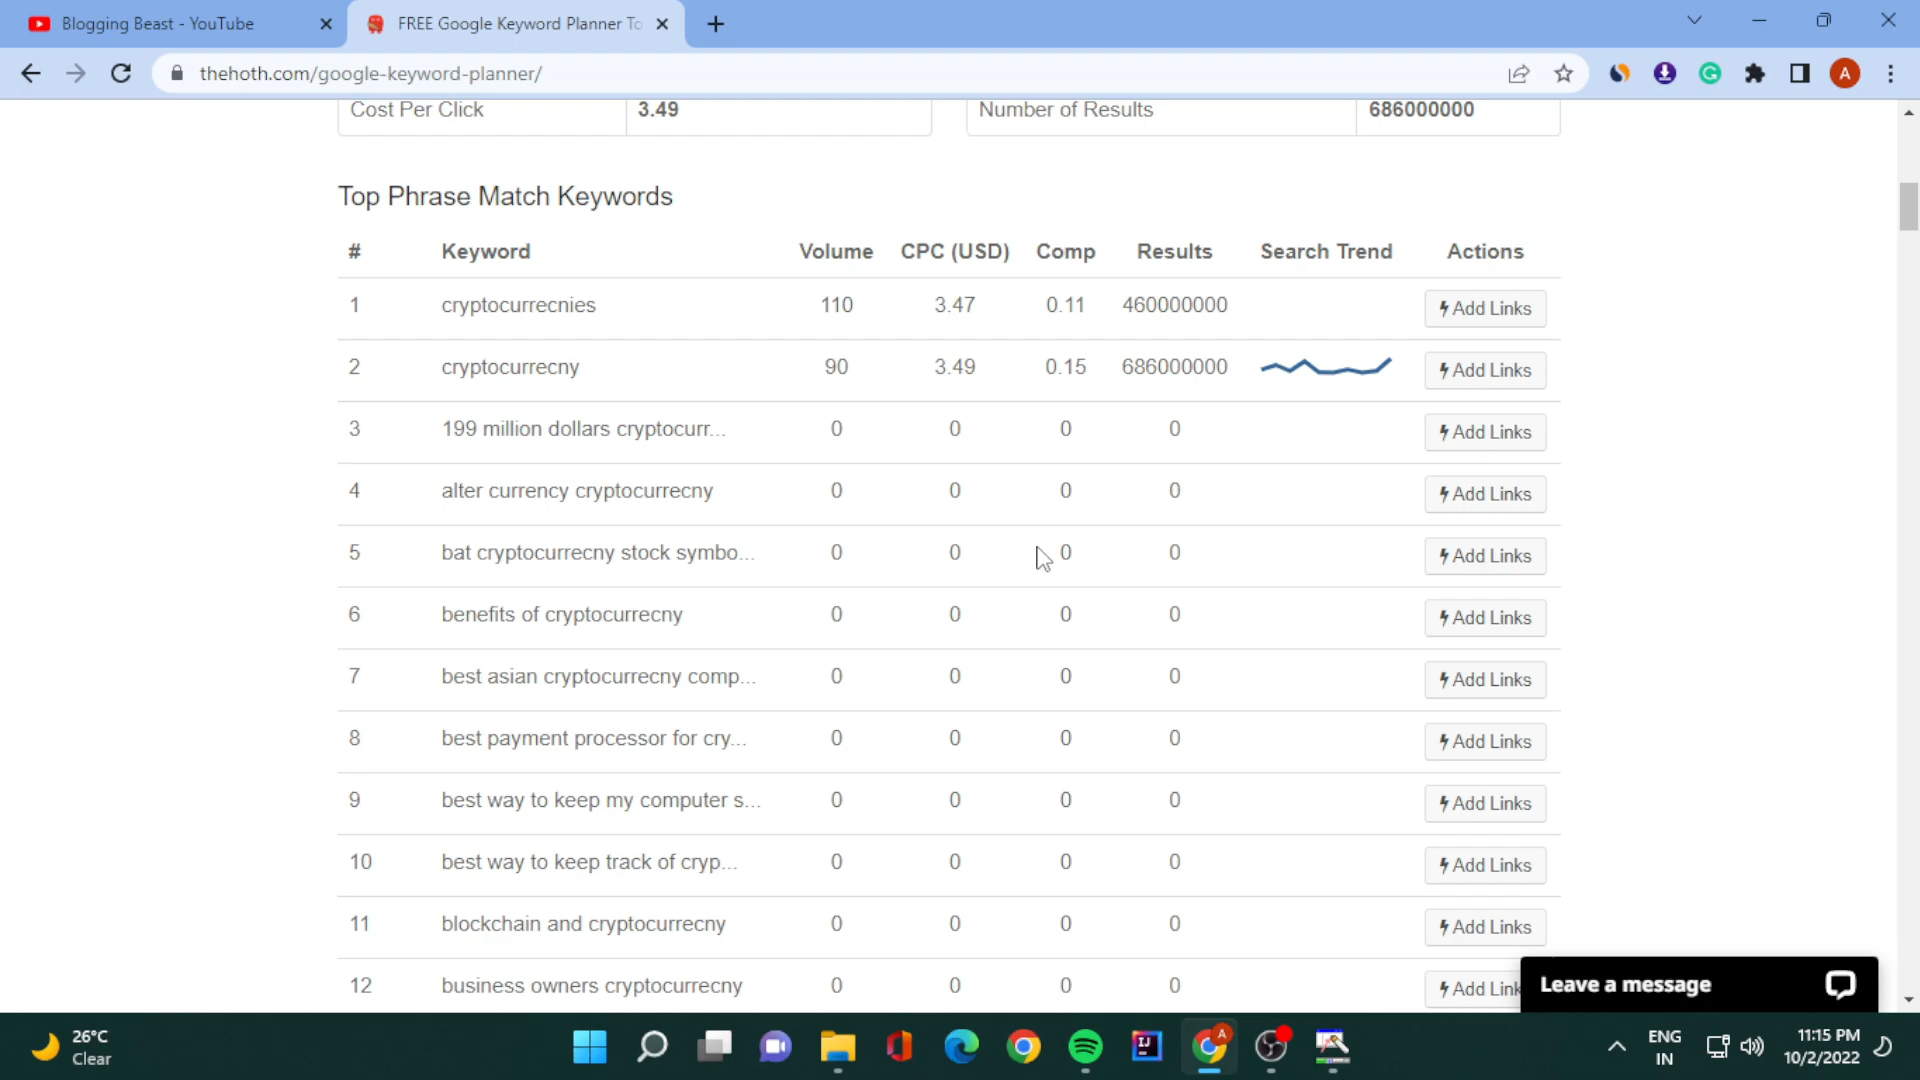 Blogging Beast - YouTube
FREE Google Keyword Planner To
thehoth.com/google-keyword-planner/
A
Cost Per Click 3.49 Number of Results 686000000
Top Phrase Match Keywords
# Keyword Volume CPC (USD) Comp Results Search Trend Actions
1 cryptocurrecnies 110 3.47 0.11 460000000 Add Links
2 cryptocurrecny 90 3.49 0.15 686000000 Add Links
3 199 million dollars cryptocurr... 0 0 0 0 Add Links
4 alter currency cryptocurrecny 0 0 0 0 Add Links
5 bat cryptocurrecny stock symbo... 0 0 0 0 Add Links
6 benefits of cryptocurrecny 0 0 0 0 Add Links
7 best asian cryptocurrecny comp... 0 0 0 0 Add Links
8 best payment processor for cry... 0 0 0 0 Add Links
9 best way to keep my computer s... 0 0 0 0 Add Links
10 best way to keep track of cryp... 0 0 0 0 Add Links
11 blockchain and cryptocurrecny 0 0 0 0 Add Links
12 business owners cryptocurrecny 0 0 0 0 Add Link
Leave a message
26°C
Clear
IJ
A
ENG
IN
11:15 PM
10/2/2022